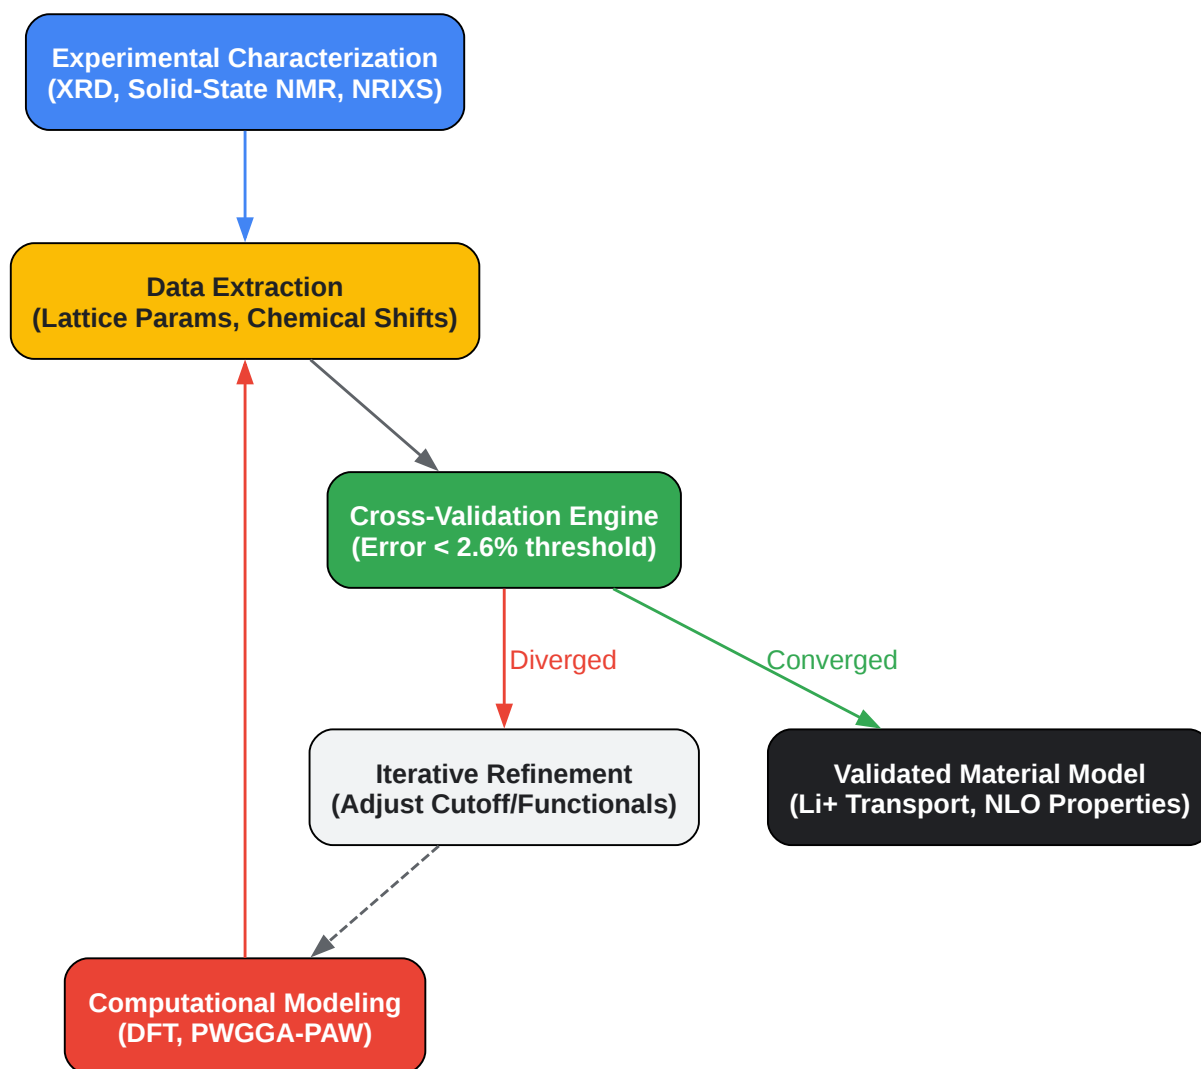 Experimental Characterization
(XRD, Solid-State NMR, NRIXS)
Data Extraction
(Lattice Params, Chemical Shifts)
Cross-Validation Engine
(Error < 2.6% threshold)
Diverged
Converged
Iterative Refinement
(Adjust Cutoff/Functionals)
Validated Material Model
(Li+ Transport, NLO Properties)
Computational Modeling
(DFT, PWGGA-PAW)